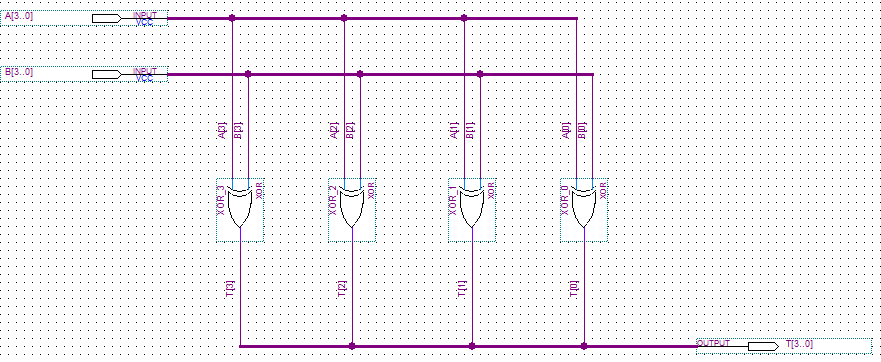 A[3..0] INPUT
VCC
B[3..0] INPUT
VCC
A[3] B[3] A[2] B[2] A[1] B[1] A[0] B[0]
XOR_3 XOR XOR_2 XOR XOR_1 XOR XOR_0 XOR
T[3] T[2] T[1] T[0]
OUTPUT T[3..0]